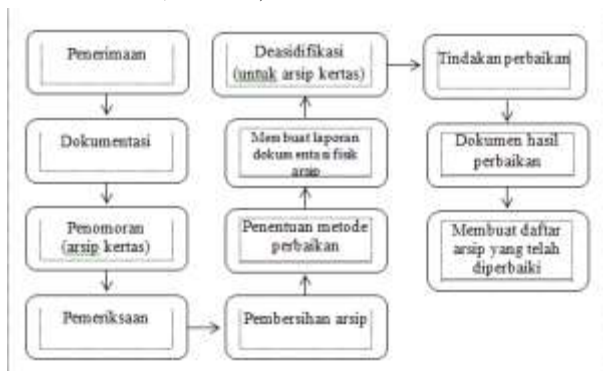 Penerimaan
Dokumentasi
Penomoran
(arsip kertas)
Pemeriksaan
Pembersihan arsip
Penentuan metode
perbaikan
Membuat laporan
dokumentasi fisik
arsip
Deasidifikasi
(untuk arsip kertas)
Tindakan perbaikan
Dokumen hasil
perbaikan
Membuat daftar
arsip yang telah
diperbaiki